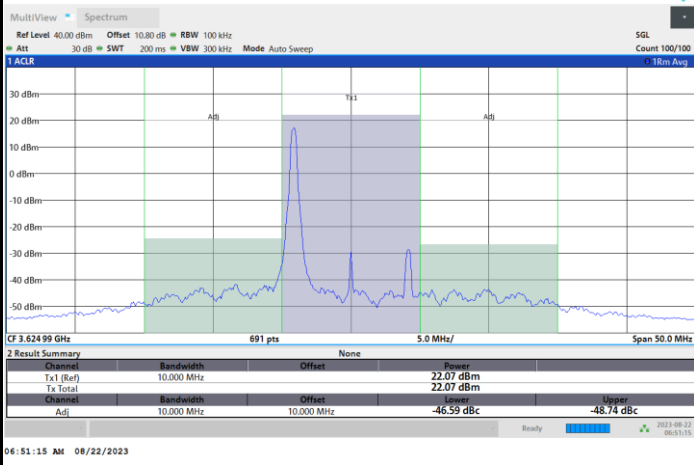 MultiView Spectrum
Ref Level 40.00 dBm Offset 10.80 dB RBW 100 kHz SGL
Att 30 dB SWT 200 ms VBW 300 kHz Mode Auto Sweep Count 100/100
1 ACLR 1Rm Avg
30 dBm
Tx1
20 dBm
Adj Adj
10 dBm
0 dBm
-10 dBm
-20 dBm
-30 dBm
-40 dBm
-50 dBm
CF 3.62499 GHz 691 pts 5.0 MHz/ Span 50.0 MHz
2 Result Summary None
Channel Bandwidth Offset Power
Tx1 (Ref) 10.000 MHz 22.07 dBm
Tx Total 22.07 dBm
Channel Bandwidth Offset Lower Upper
Adj 10.000 MHz 10.000 MHz -46.59 dBc -48.74 dBc
Ready 2023-08-22
06:51:15
06:51:15 AM 08/22/2023